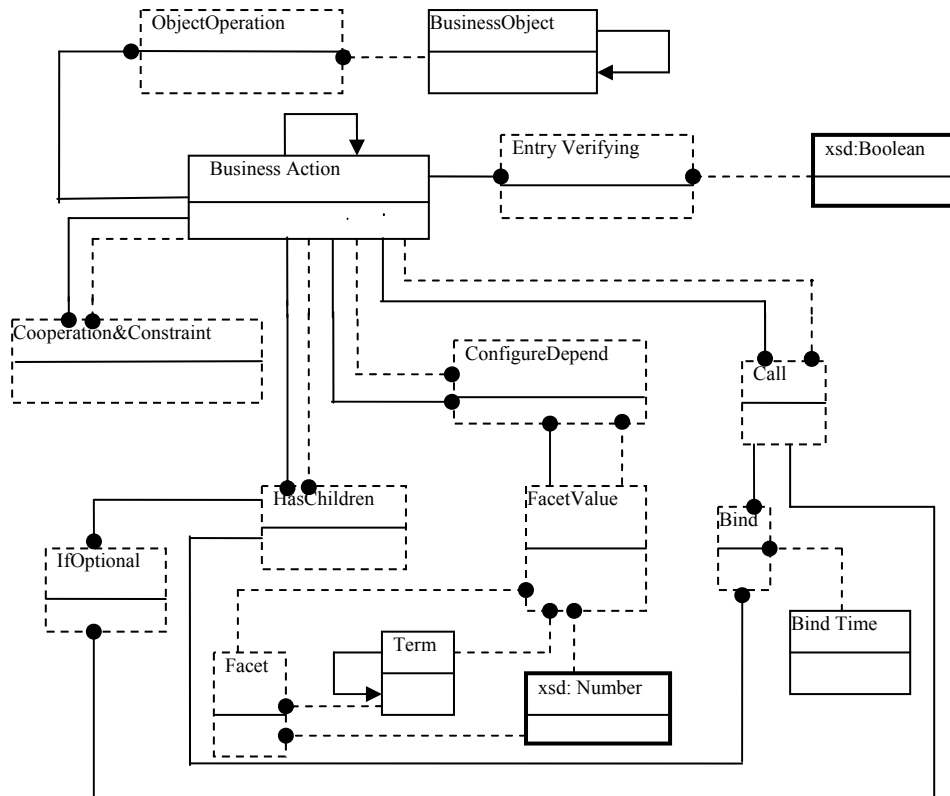 ObjectOperation
BusinessObject
Business Action
Entry Verifying
xsd:Boolean
Cooperation&Constraint
ConfigureDepend
Call
HasChildren
FacetValue
Bind
IfOptional
Bind Time
Term
Facet
xsd: Number